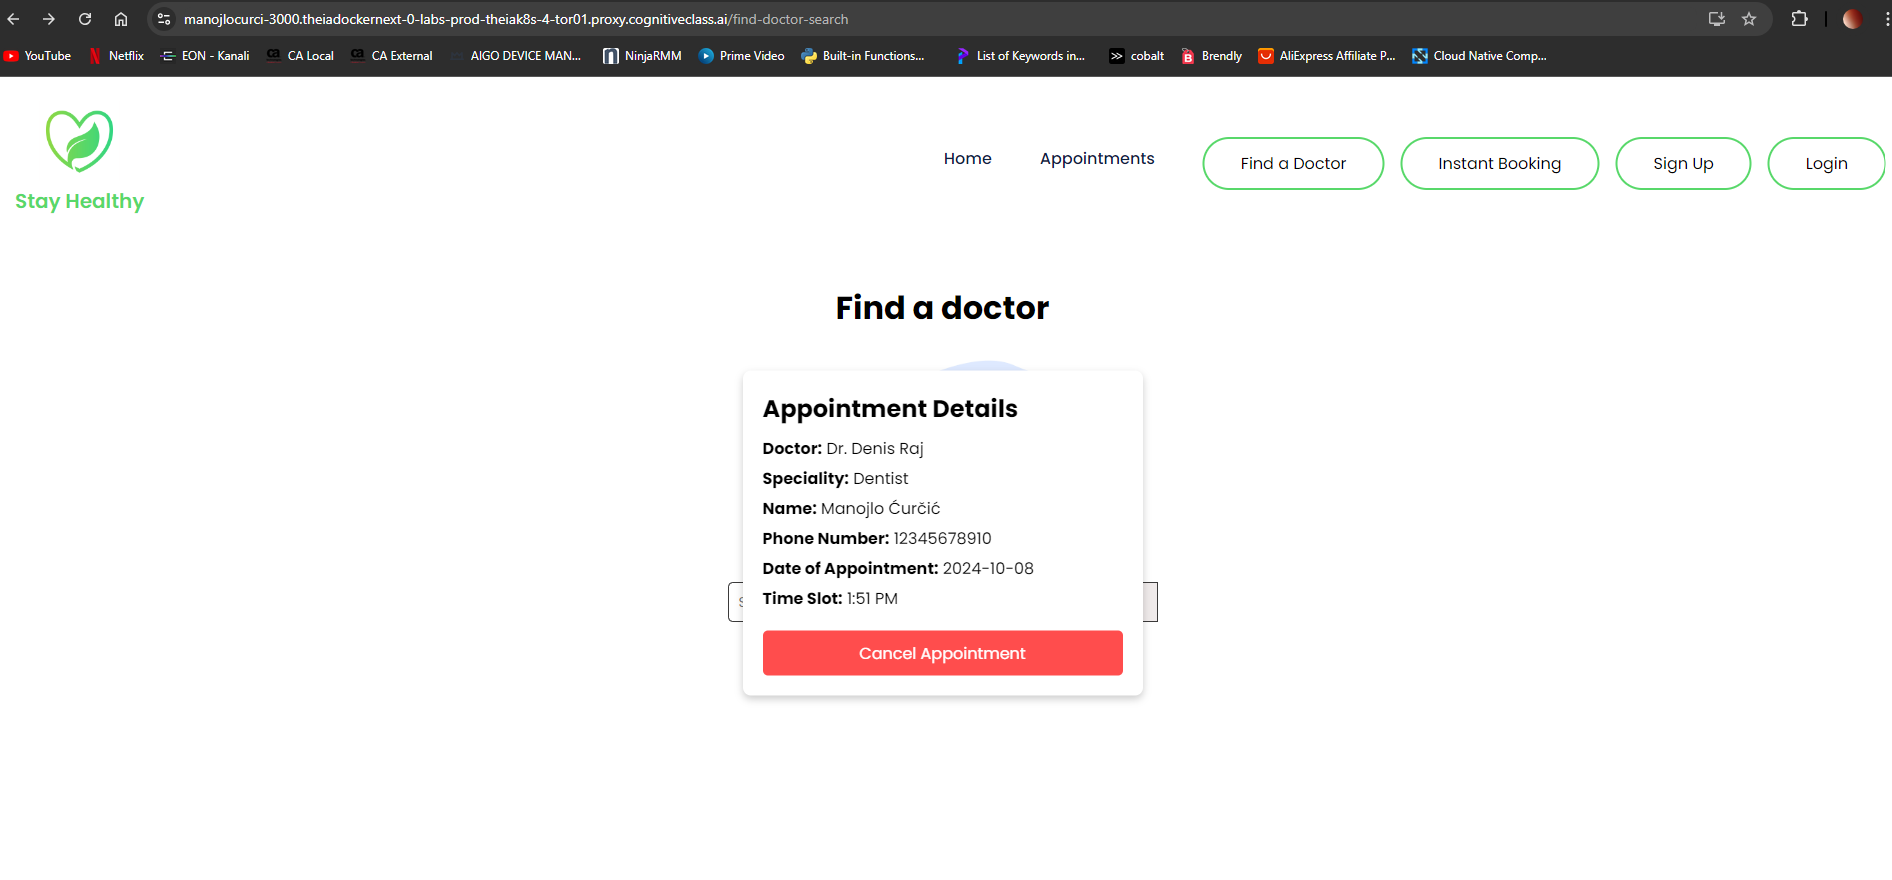 manojlocurci-3000.theiadockernext-0-labs-prod-theiak8s-4-tor01.proxy.cognitiveclass.ai/find-doctor-search
YouTube Netflix EON - Kanali CA Local CA External AIGO DEVICE MAN... NinjaRMM Prime Video Built-in Functions... List of Keywords in... cobalt Brendly AliExpress Affiliate P... Cloud Native Comp...
Stay Healthy
Home Appointments Find a Doctor Instant Booking Sign Up Login
Find a doctor
Appointment Details
Doctor: Dr. Denis Raj
Speciality: Dentist
Name: Manojlo Ćurčić
Phone Number: 12345678910
Date of Appointment: 2024-10-08
Time Slot: 1:51 PM
Cancel Appointment